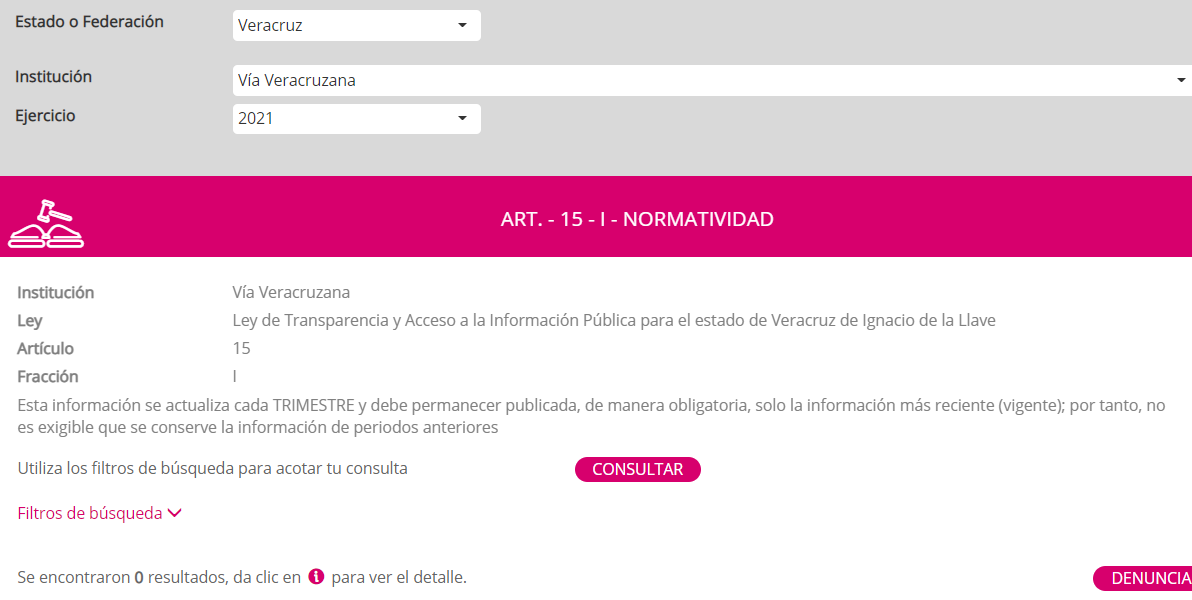 Estado o Federación Veracruz
Institución Vía Veracruzana
Ejercicio 2021
ART. - 15 - I - NORMATIVIDAD
Institución Vía Veracruzana
Ley Ley de Transparencia y Acceso a la Información Pública para el estado de Veracruz de Ignacio de la Llave
Artículo 15
Fracción I
Esta información se actualiza cada TRIMESTRE y debe permanecer publicada, de manera obligatoria, solo la información más reciente (vigente); por tanto, no
es exigible que se conserve la información de periodos anteriores
Utiliza los filtros de búsqueda para acotar tu consulta CONSULTAR
Filtros de búsqueda
Se encontraron 0 resultados, da clic en i para ver el detalle. DENUNCIA